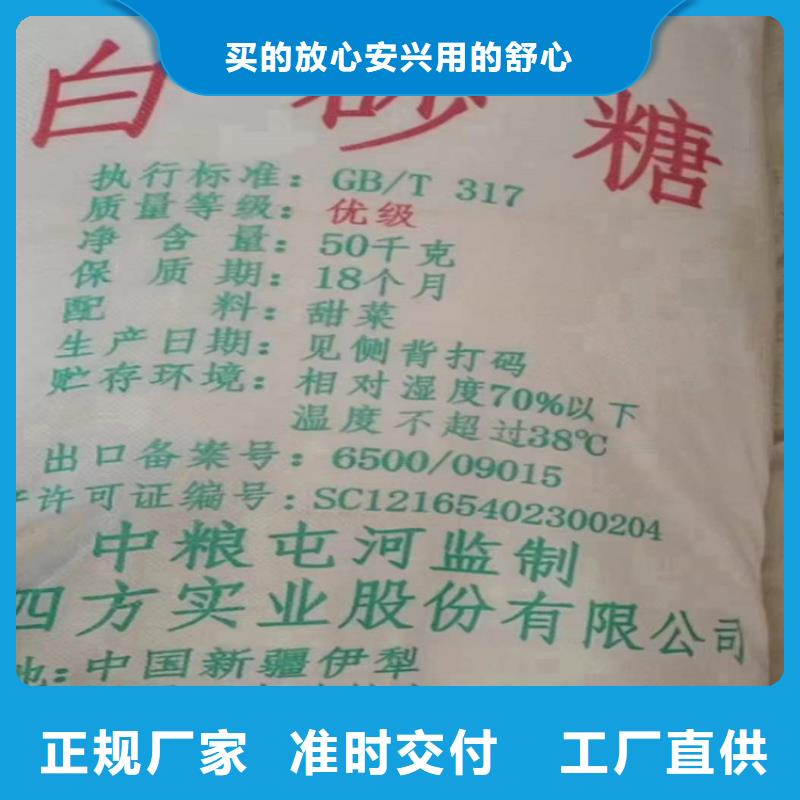 买的放心安兴用的舒心
白砂糖
执行标准：GB/T 317
质量等级：优级
净含量：50千克
保质期：18个月
配料：甜菜
生产日期：见侧背打码
贮存环境：相对湿度70%以下
温度不超过38℃
出口备案号：6500/09015
许可证编号：SC12165402300204
中粮屯河监制
四方实业股份有限公司
地：中国新疆伊犁
正规厂家 准时交付 工厂直供